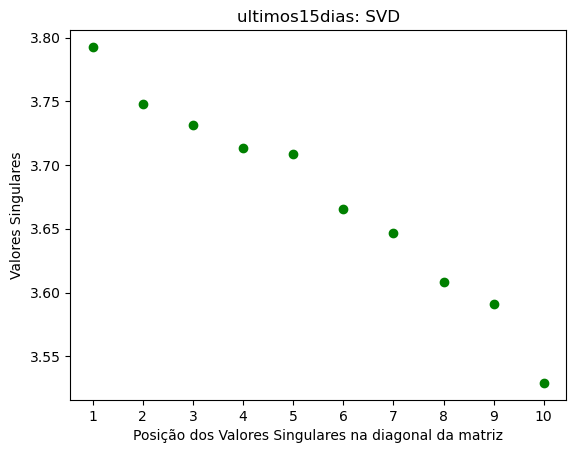 ultimos15dias: SVD
Valores Singulares
3.80
3.75
3.70
3.65
3.60
3.55
1 2 3 4 5 6 7 8 9 10
Posição dos Valores Singulares na diagonal da matriz